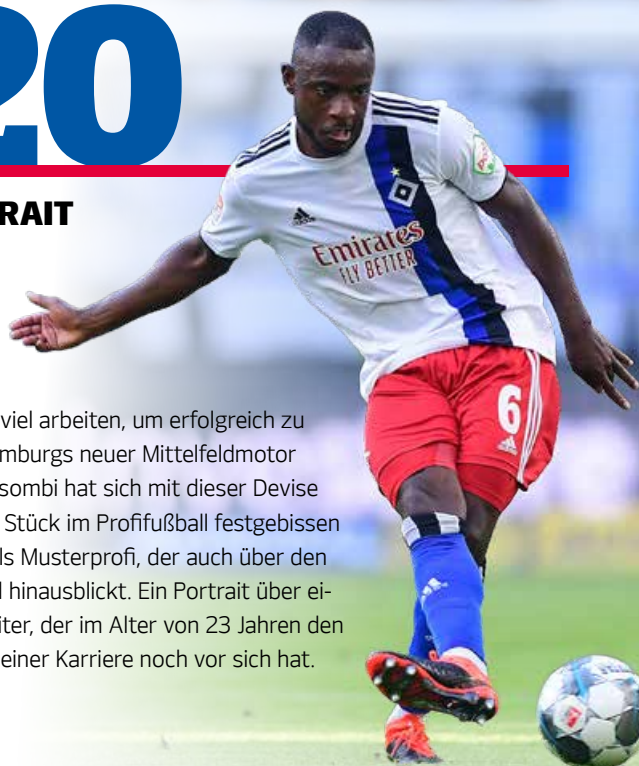 20
RAIT
Emirates
FLY BETTER
6
viel arbeiten, um erfolgreich zu
mburgs neuer Mittelfeldmotor
sombi hat sich mit dieser Devise
Stück im Profifußball festgebissen
ls Musterprofi, der auch über den
l hinausblickt. Ein Portrait über ei-
iter, der im Alter von 23 Jahren den
einer Karriere noch vor sich hat.